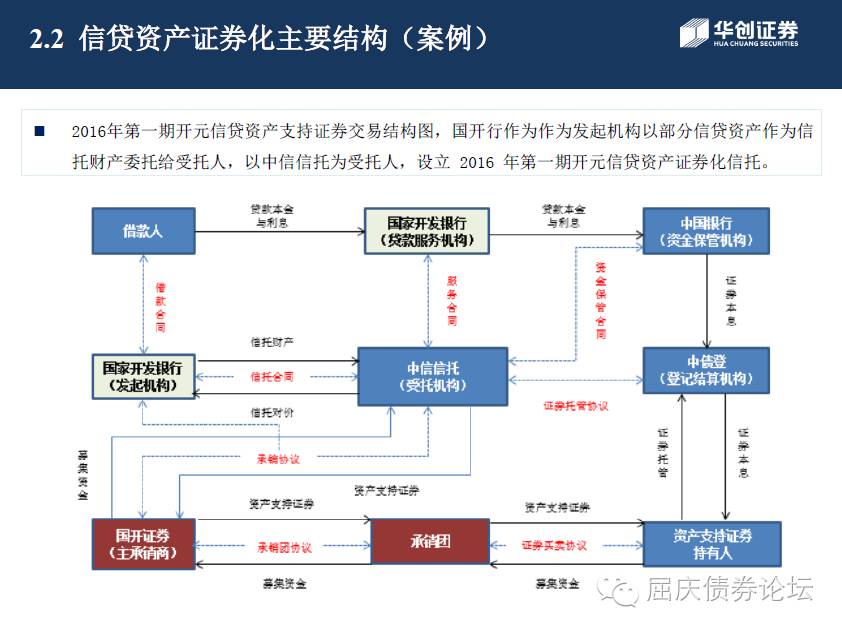 2.2 信贷资产证券化主要结构（案例）
华创证券
HUA CHUANG SECURITIES
■ 2016年第一期开元信贷资产支持证券交易结构图，国开行作为作为发起机构以部分信贷资产作为信
托财产委托给受托人，以中信信托为受托人，设立 2016 年第一期开元信贷资产证券化信托。
借款人
贷款本金
与利息
国家开发银行
（贷款服务机构）
贷款本金
与利息
中国银行
（资金保管机构）
借款合同
服务合同
资金保管合同
证券本息
国家开发银行
（发起机构）
信托财产
信托合同
信托对价
中信信托
（受托机构）
证券托管协议
中债登
（登记结算机构）
募集资金
承销协议
资产支持证券
证券托管
证券本息
国开证券
（主承销商）
资产支持证券
承销团协议
募集资金
承销团
资产支持证券
证券买卖协议
募集资金
资产支持证券
持有人
屈庆债券论坛